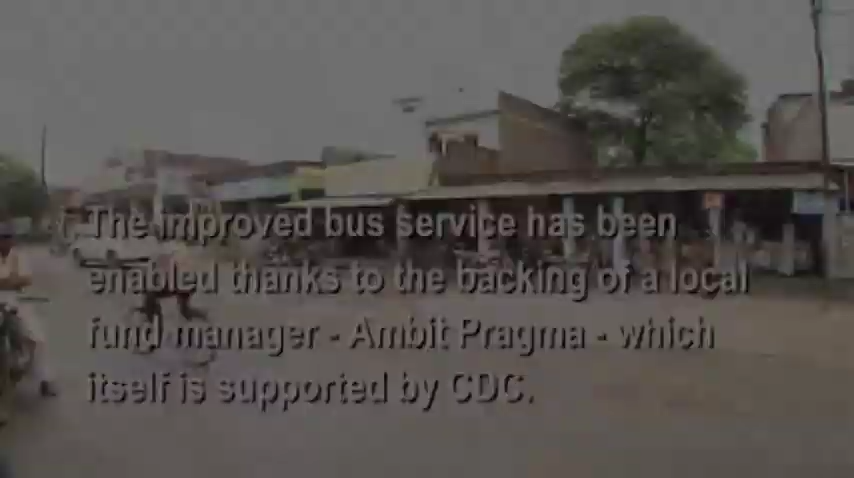 The improved bus service has been
enabled thanks to the backing of a local
fund manager - Ambit Pragma - which
itself is supported by CDC.